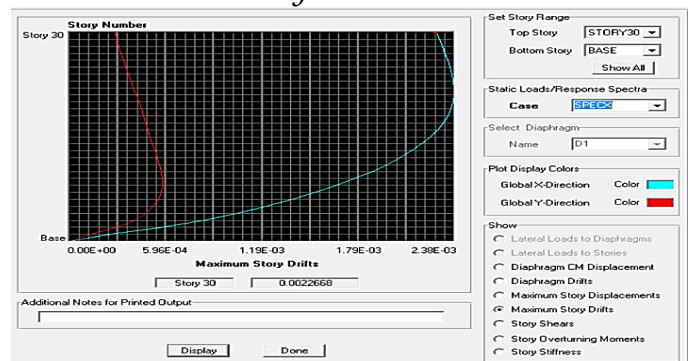 Story Number
Story 30
Base
0.00E+00 5.96E-04 1.19E-03 1.79E-03 2.38E-03
Maximum Story Drifts
Story 30 0.0022668
Additional Notes for Printed Output
Display Done
Set Story Range
Top Story STORY30
Bottom Story BASE
Show All
Static Loads/Response Spectra
Case SPECX
Select Diaphragm
Name D1
Plot Display Colors
Global X-Direction Color
Global Y-Direction Color
Show
Lateral Loads to Diaphragms
Lateral Loads to Stories
Diaphragm CM Displacement
Diaphragm Drifts
Maximum Story Displacements
Maximum Story Drifts
Story Shears
Story Overturning Moments
Story Stiffness